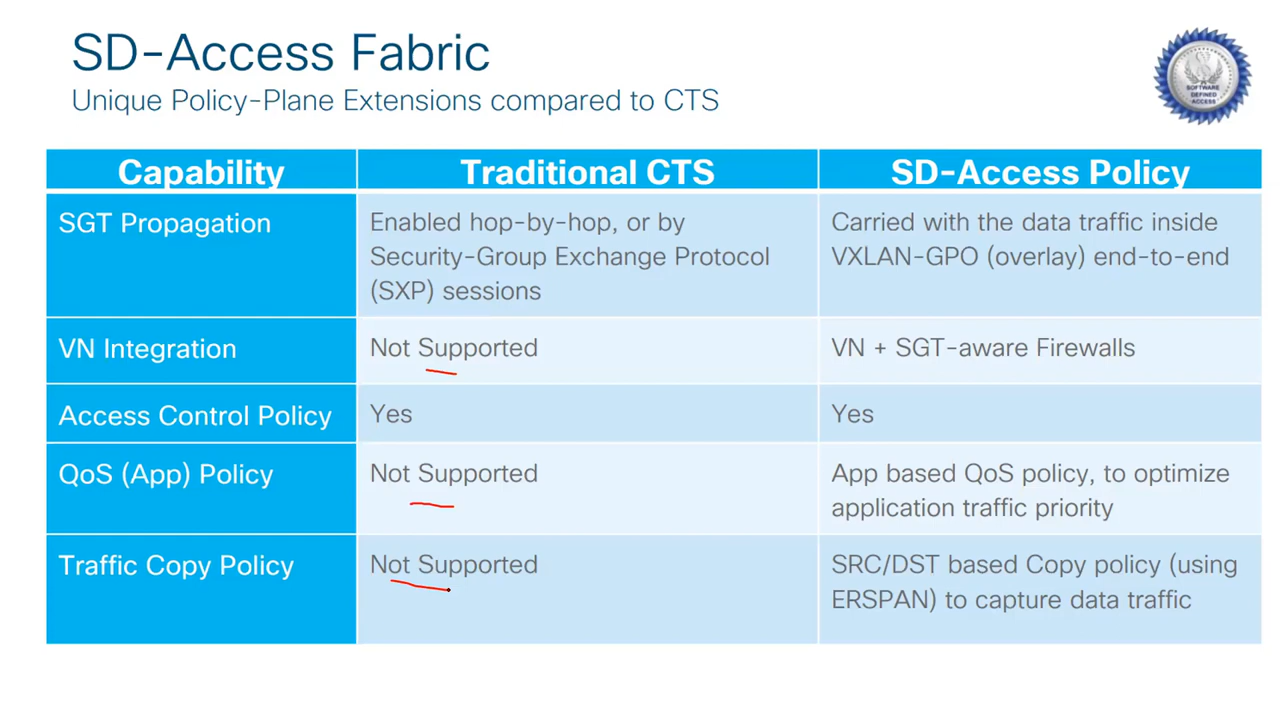 SD-Access Fabric
Unique Policy-Plane Extensions compared to CTS
SOFTWARE
DEFINED
ACCESS
Capability
Traditional CTS
SD-Access Policy
SGT Propagation
Enabled hop-by-hop, or by
Security-Group Exchange Protocol
(SXP) sessions
Carried with the data traffic inside
VXLAN-GPO (overlay) end-to-end
VN Integration
Not Supported
VN + SGT-aware Firewalls
Access Control Policy
Yes
Yes
QoS (App) Policy
Not Supported
App based QoS policy, to optimize
application traffic priority
Traffic Copy Policy
Not Supported
SRC/DST based Copy policy (using
ERSPAN) to capture data traffic